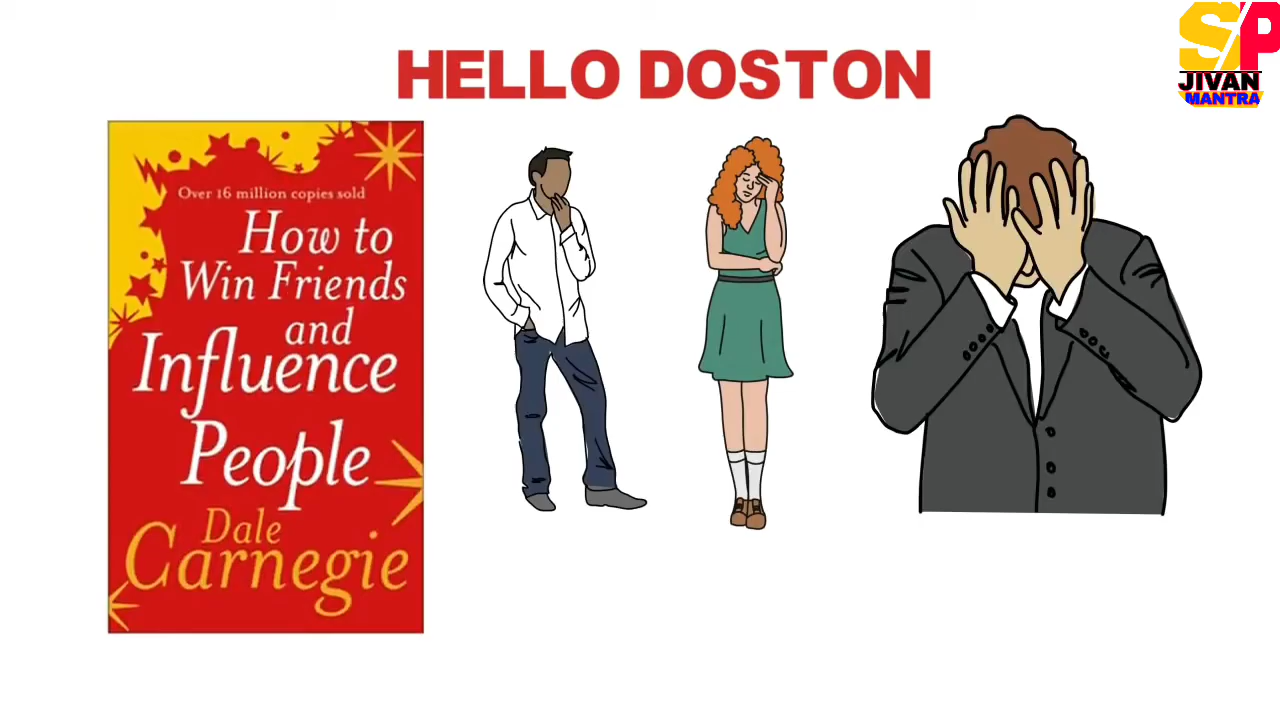 HELLO DOSTON
SP
JIVAN
MANTRA
Over 16 million copies sold
How to
Win Friends
and
Influence
People
Dale
Carnegie